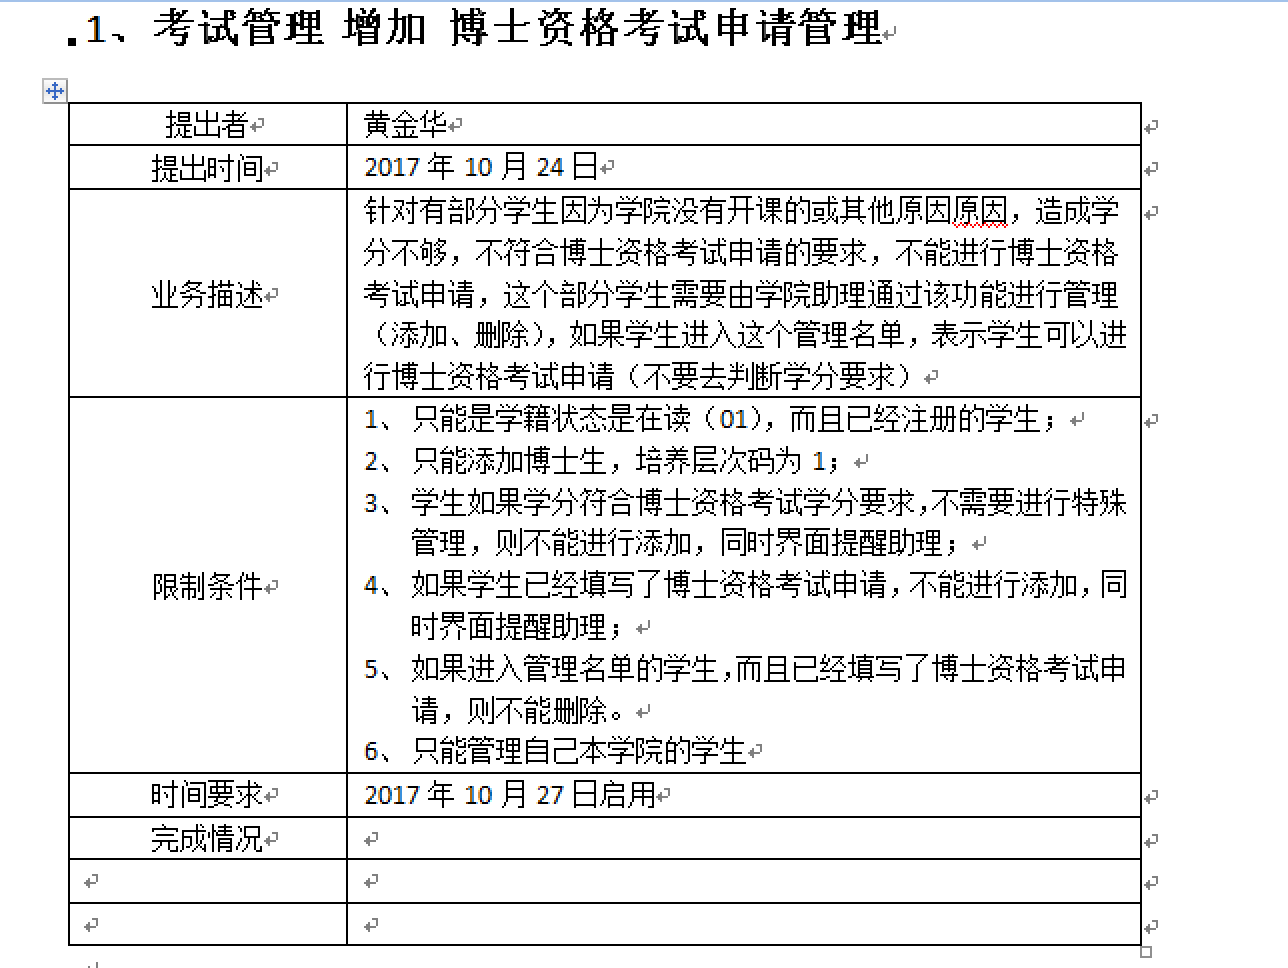 1、考试管理 增加 博士资格考试申请管理
提出者 黄金华
提出时间 2017 年 10 月 24 日
业务描述
针对有部分学生因为学院没有开课的或其他原因原因，造成学
分不够，不符合博士资格考试申请的要求，不能进行博士资格
考试申请，这个部分学生需要由学院助理通过该功能进行管理
（添加、删除），如果学生进入这个管理名单，表示学生可以进
行博士资格考试申请（不要去判断学分要求）
限制条件
1、 只能是学籍状态是在读（01），而且已经注册的学生；
2、 只能添加博士生，培养层次码为 1；
3、 学生如果学分符合博士资格考试学分要求，不需要进行特殊
管理，则不能进行添加，同时界面提醒助理；
4、 如果学生已经填写了博士资格考试申请，不能进行添加，同
时界面提醒助理；
5、 如果进入管理名单的学生，而且已经填写了博士资格考试申
请，则不能删除。
6、 只能管理自己本学院的学生
时间要求 2017 年 10 月 27 日启用
完成情况